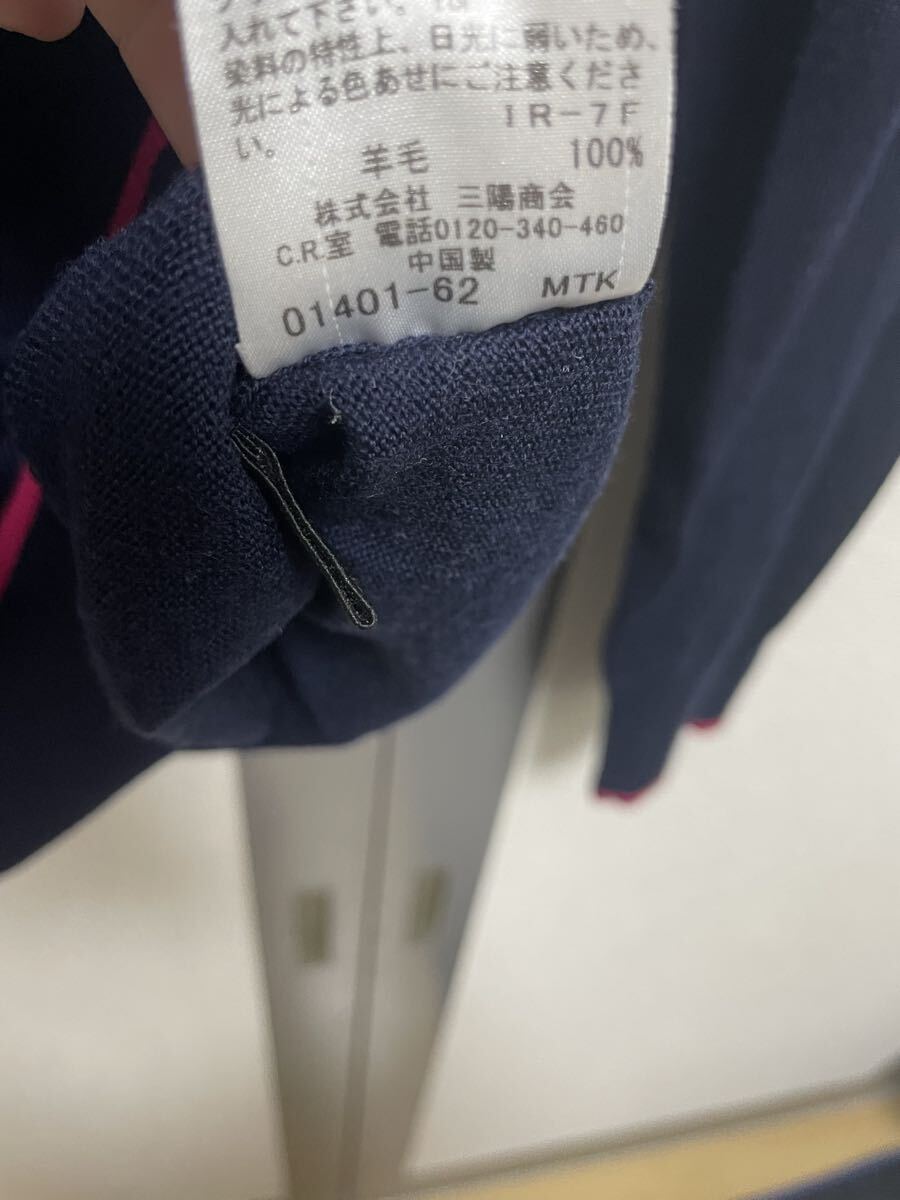 入れて下さい。
染料の特性上、日光に弱いため、
光による色あせにご注意くださ
い。
IR-7F
羊毛 100%
株式会社 三陽商会
C.R.室 電話0120-340-460
中国製
01401-62 MTK